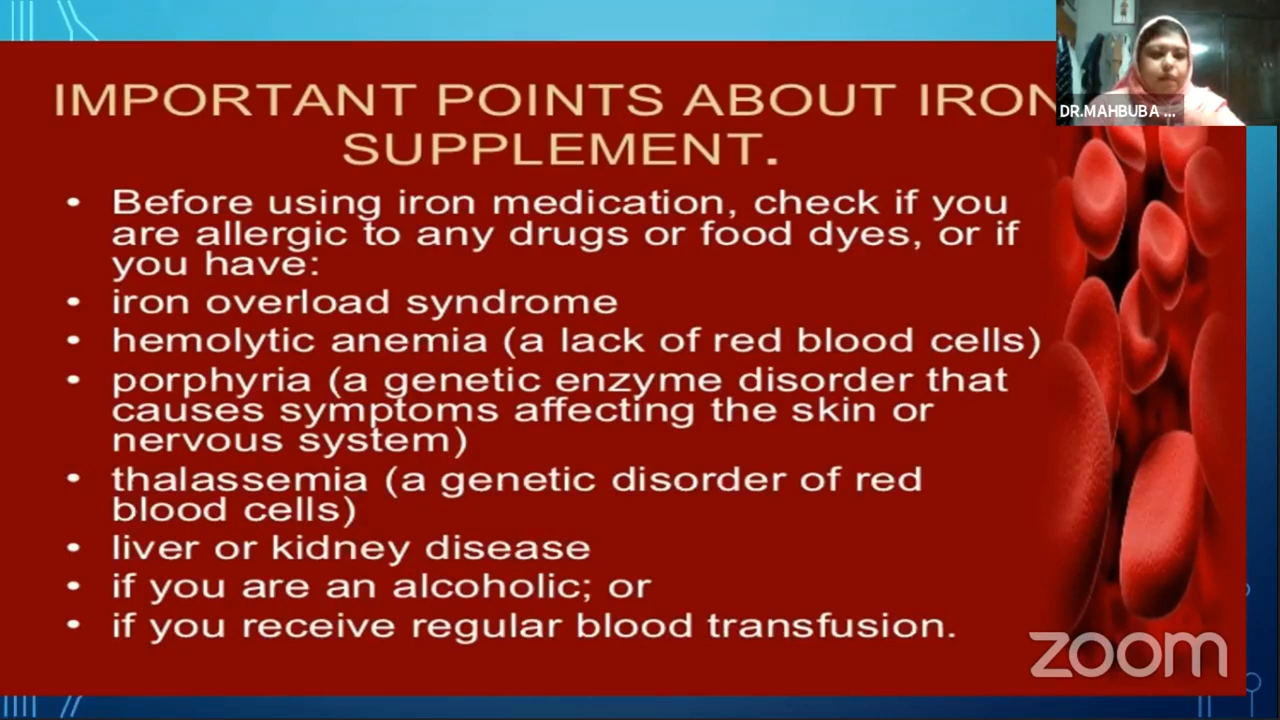 IMPORTANT POINTS ABOUT IRON
SUPPLEMENT.
• Before using iron medication, check if you
are allergic to any drugs or food dyes, or if
you have:
• iron overload syndrome
• hemolytic anemia (a lack of red blood cells)
• porphyria (a genetic enzyme disorder that
causes symptoms affecting the skin or
nervous system)
• thalassemia (a genetic disorder of red
blood cells)
• liver or kidney disease
• if you are an alcoholic; or
• if you receive regular blood transfusion.
DR.MAHBUBA ...
zoom